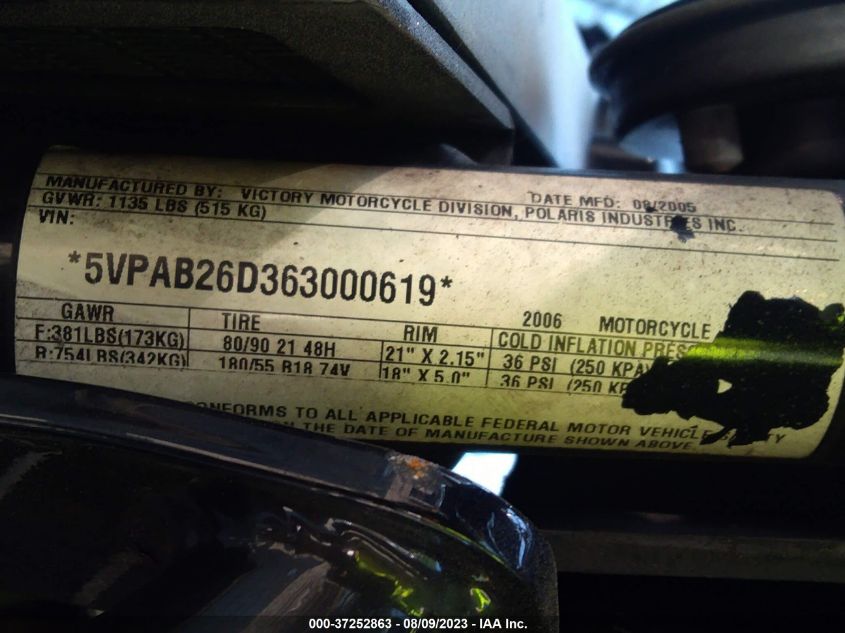 MANUFACTURED BY: VICTORY MOTORCYCLE DIVISION, POLARIS INDUSTRIES INC.
DATE MFD: 08/2005
GVWR: 1135 LBS (515 KG)
VIN:
*5VPAB26D363000619*
2006 MOTORCYCLE
GAWR TIRE RIM COLD INFLATION
F:381LBS(173KG) 80/90 21 48H 21" X 2.15" 36 PSI (250 KPA
R:754LBS(342KG) 180/55 R18 74V 18" X 5.0" 36 PSI (250
CONFORMS TO ALL APPLICABLE FEDERAL MOTOR VEHICLE
THE DATE OF MANUFACTURE SHOWN ABOVE.
000-37252863 - 08/09/2023 - IAA Inc.